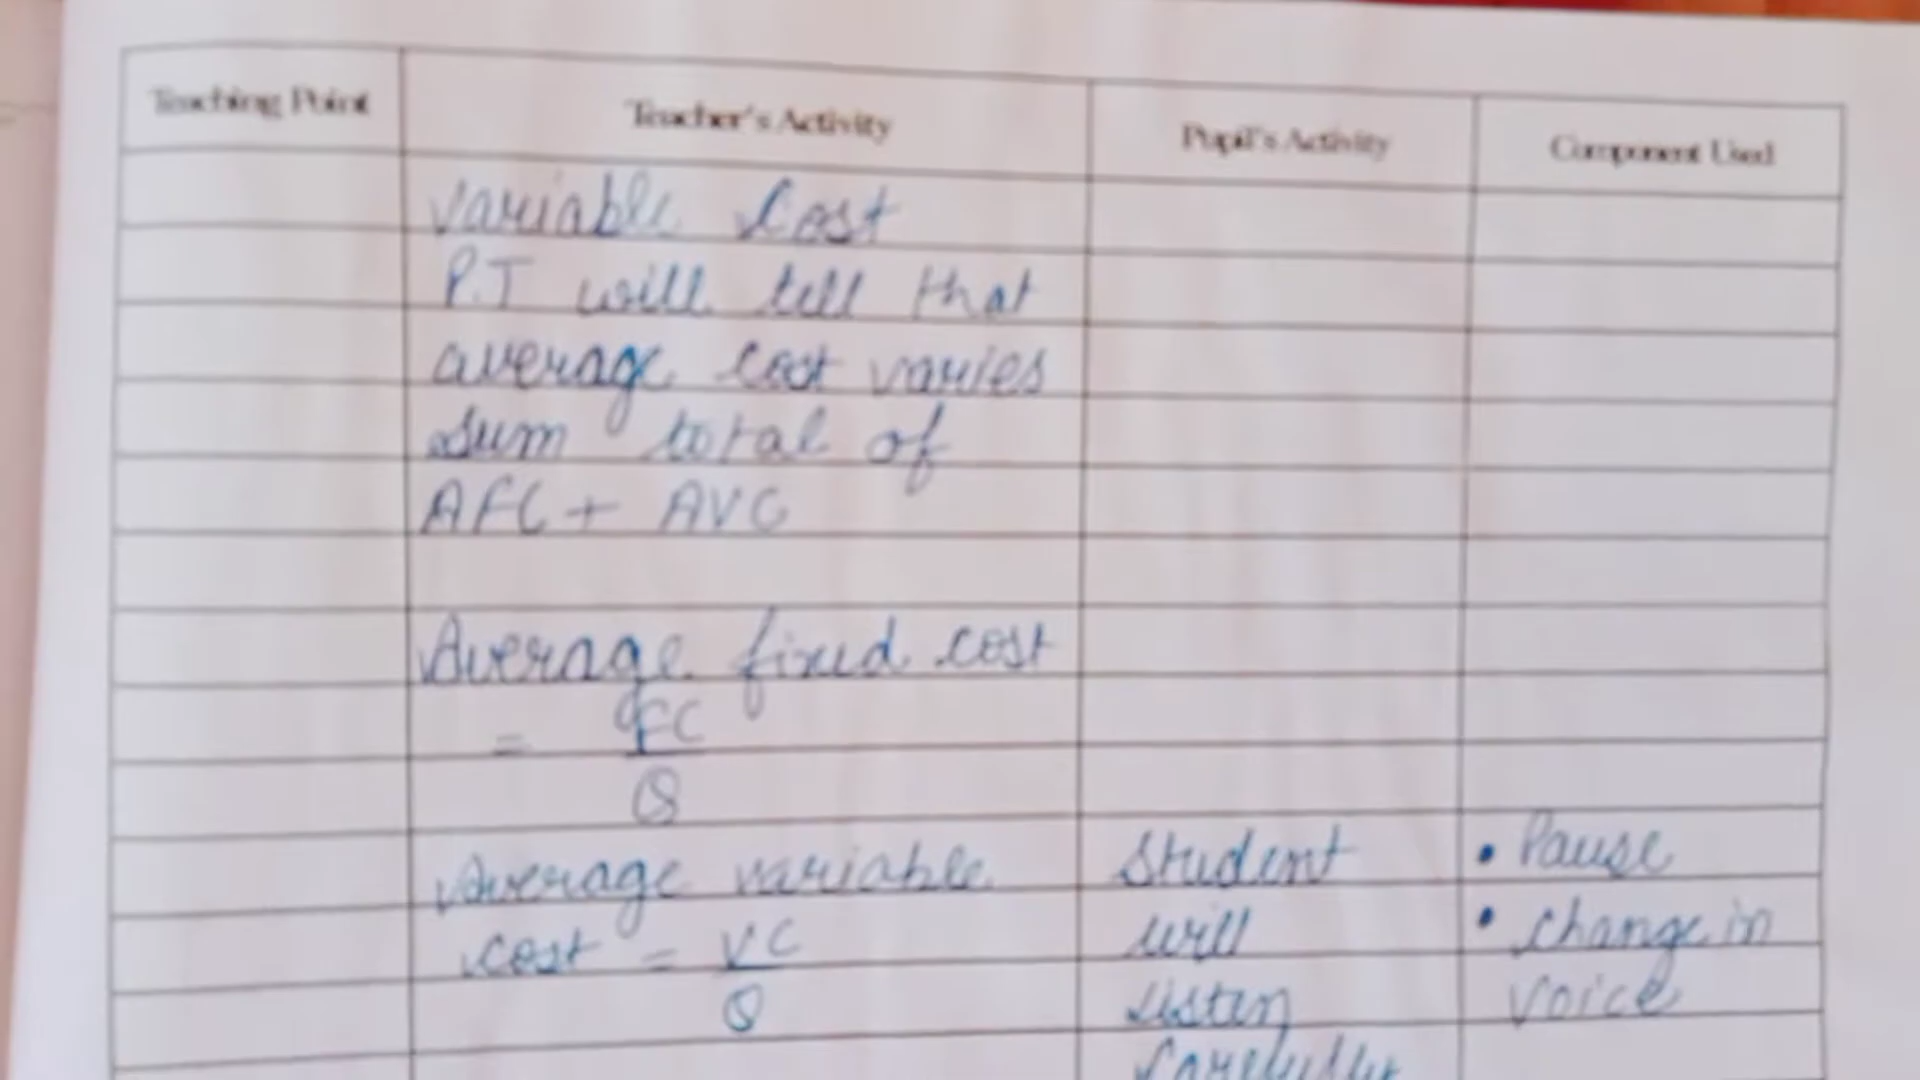 Teaching Point Teacher's Activity Pupil's Activity Component Used
Variable Cost
P.T will tell that
average cost varies
sum total of
AFC + AVC
Average fixed cost
= FC
Q
Average variable Student • Pause
cost = VC will • change in
Q Listen Voice
Carefully